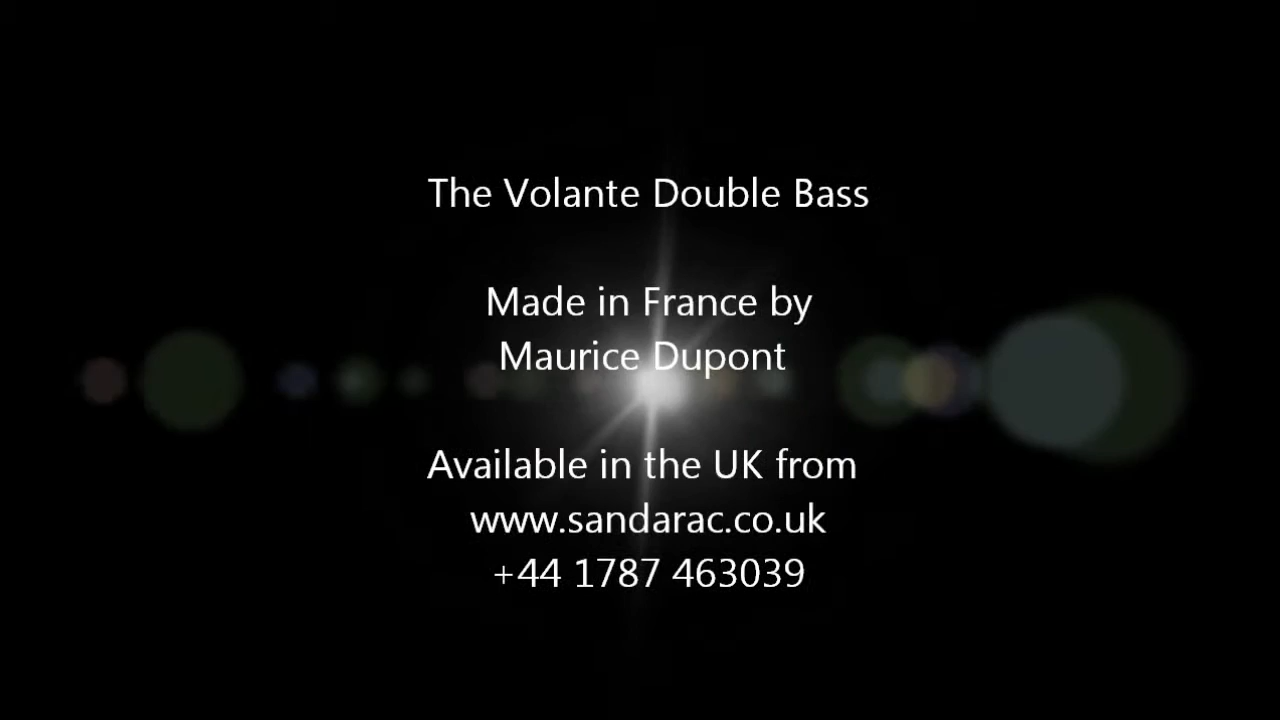 The Volante Double Bass
Made in France by
Maurice Dupont
Available in the UK from
www.sandarac.co.uk
+44 1787 463039